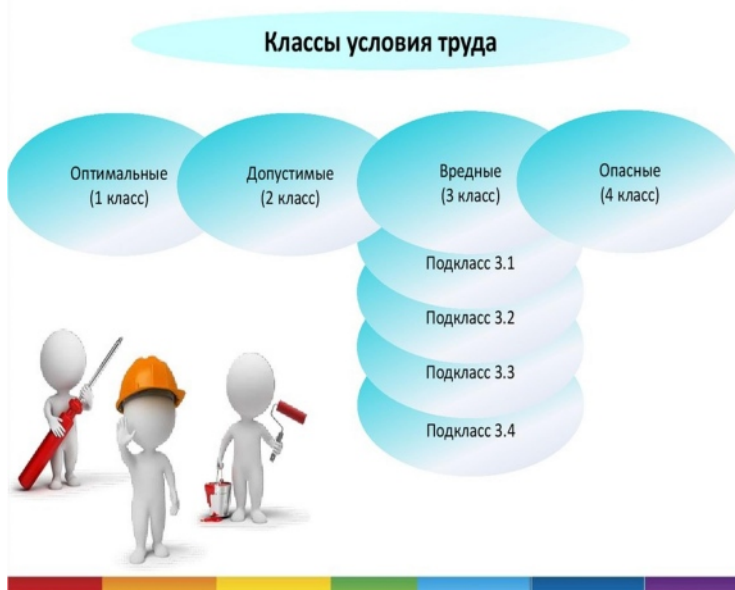 Классы условия труда
Оптимальные
(1 класс)
Допустимые
(2 класс)
Вредные
(3 класс)
Опасные
(4 класс)
Подкласс 3.1
Подкласс 3.2
Подкласс 3.3
Подкласс 3.4